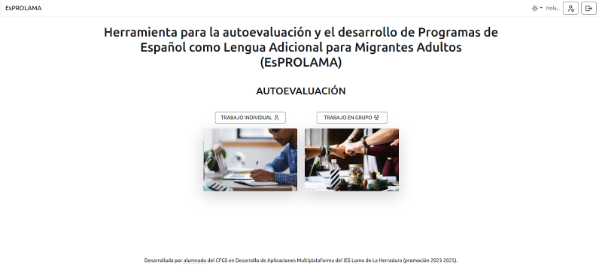 EsPROLAMA
Hola,..
Herramienta para la autoevaluación y el desarrollo de Programas de
Español como Lengua Adicional para Migrantes Adultos
(EsPROLAMA)
AUTOEVALUACIÓN
TRABAJO INDIVIDUAL
TRABAJO EN GRUPO
Desarrollada por alumnado del CFGS en Desarrollo de Aplicaciones Multiplataforma del IES Lomo de La Herradura (promoción 2023-2025).